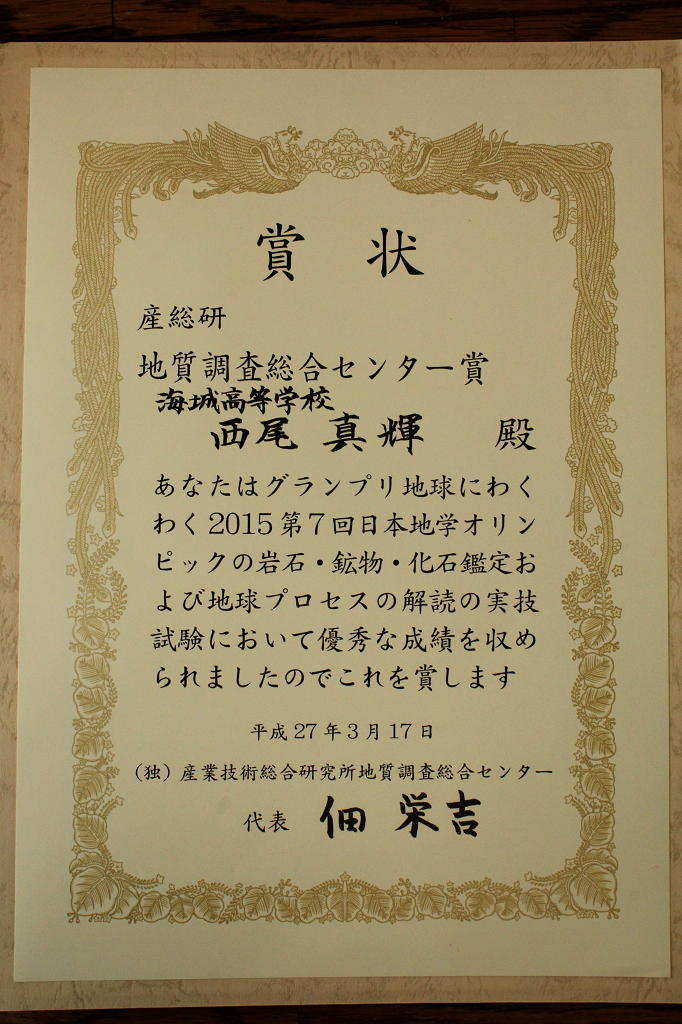 賞 状
産総研
地質調査総合センター賞
海城高等学校
西尾 真輝 殿
あなたはグランプリ地球にわく
わく2015第7回日本地学オリン
ピックの岩石・鉱物・化石鑑定お
よび地球プロセスの解読の実技
試験において優秀な成績を収め
られましたのでこれを賞します
平成27年3月17日
（独）産業技術総合研究所地質調査総合センター
代表 佃 栄吉